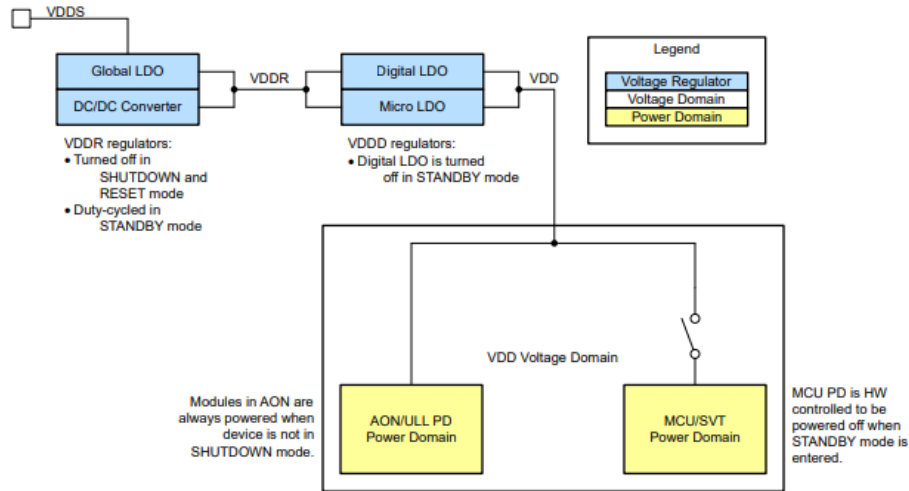 VDDS
Global LDO
DC/DC Converter
VDDR
Digital LDO
Micro LDO
VDD
Legend
Voltage Regulator
Voltage Domain
Power Domain
VDDR regulators:
• Turned off in
SHUTDOWN and
RESET mode
• Duty-cycled in
STANDBY mode
VDDD regulators:
• Digital LDO is turned
off in STANDBY mode
VDD Voltage Domain
Modules in AON are
always powered when
device is not in
SHUTDOWN mode.
AON/ULL PD
Power Domain
MCU/SVT
Power Domain
MCU PD is HW
controlled to be
powered off when
STANDBY mode is
entered.